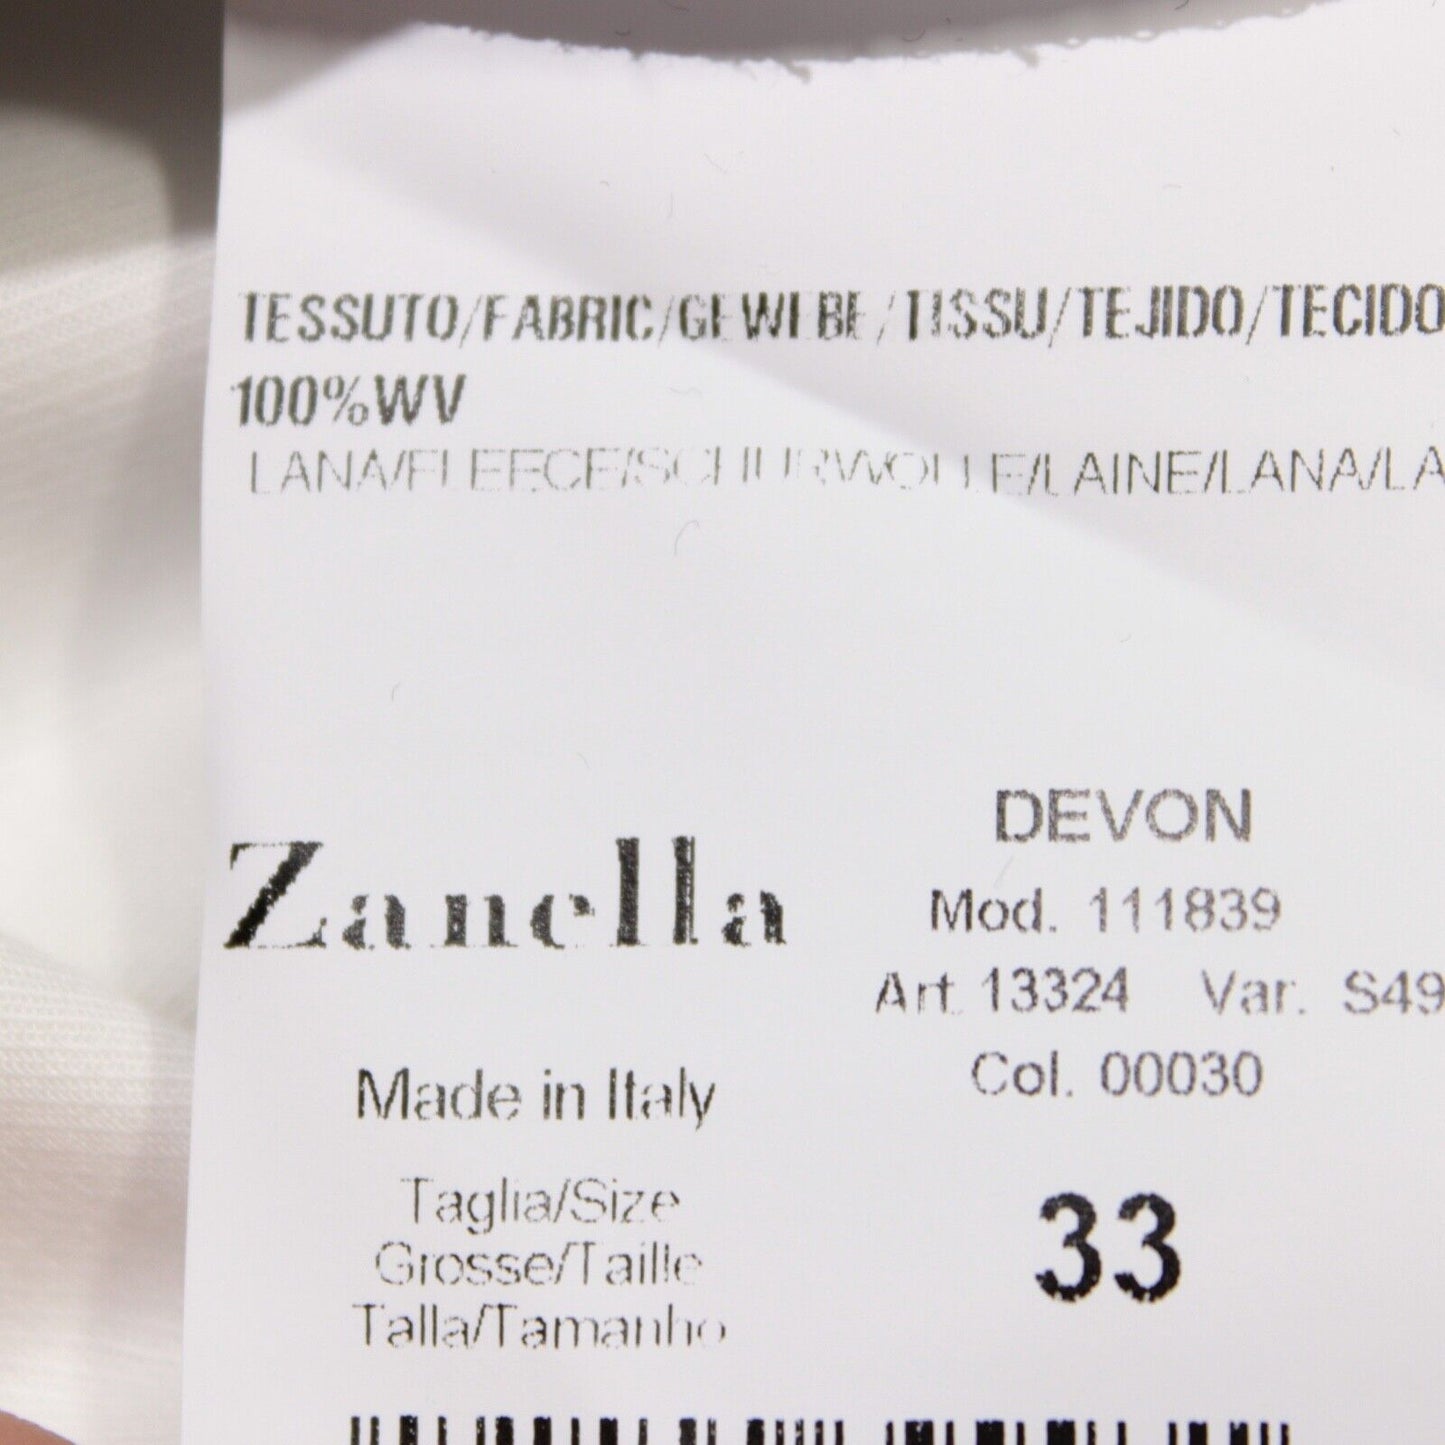 TESSUTO/FABRIC/GEWEBE/TISSU/TEJIDO/TECIDO
100%WV
LANA/FLEECE/SCHURWOLLE/LAINE/LANA/LA
Zanella
DEVON
Mod. 111839
Art. 13324 Var. S49
Col. 00030
Made in Italy
Taglia/Size
Grosse/Taille
Talla/Tamanho
33